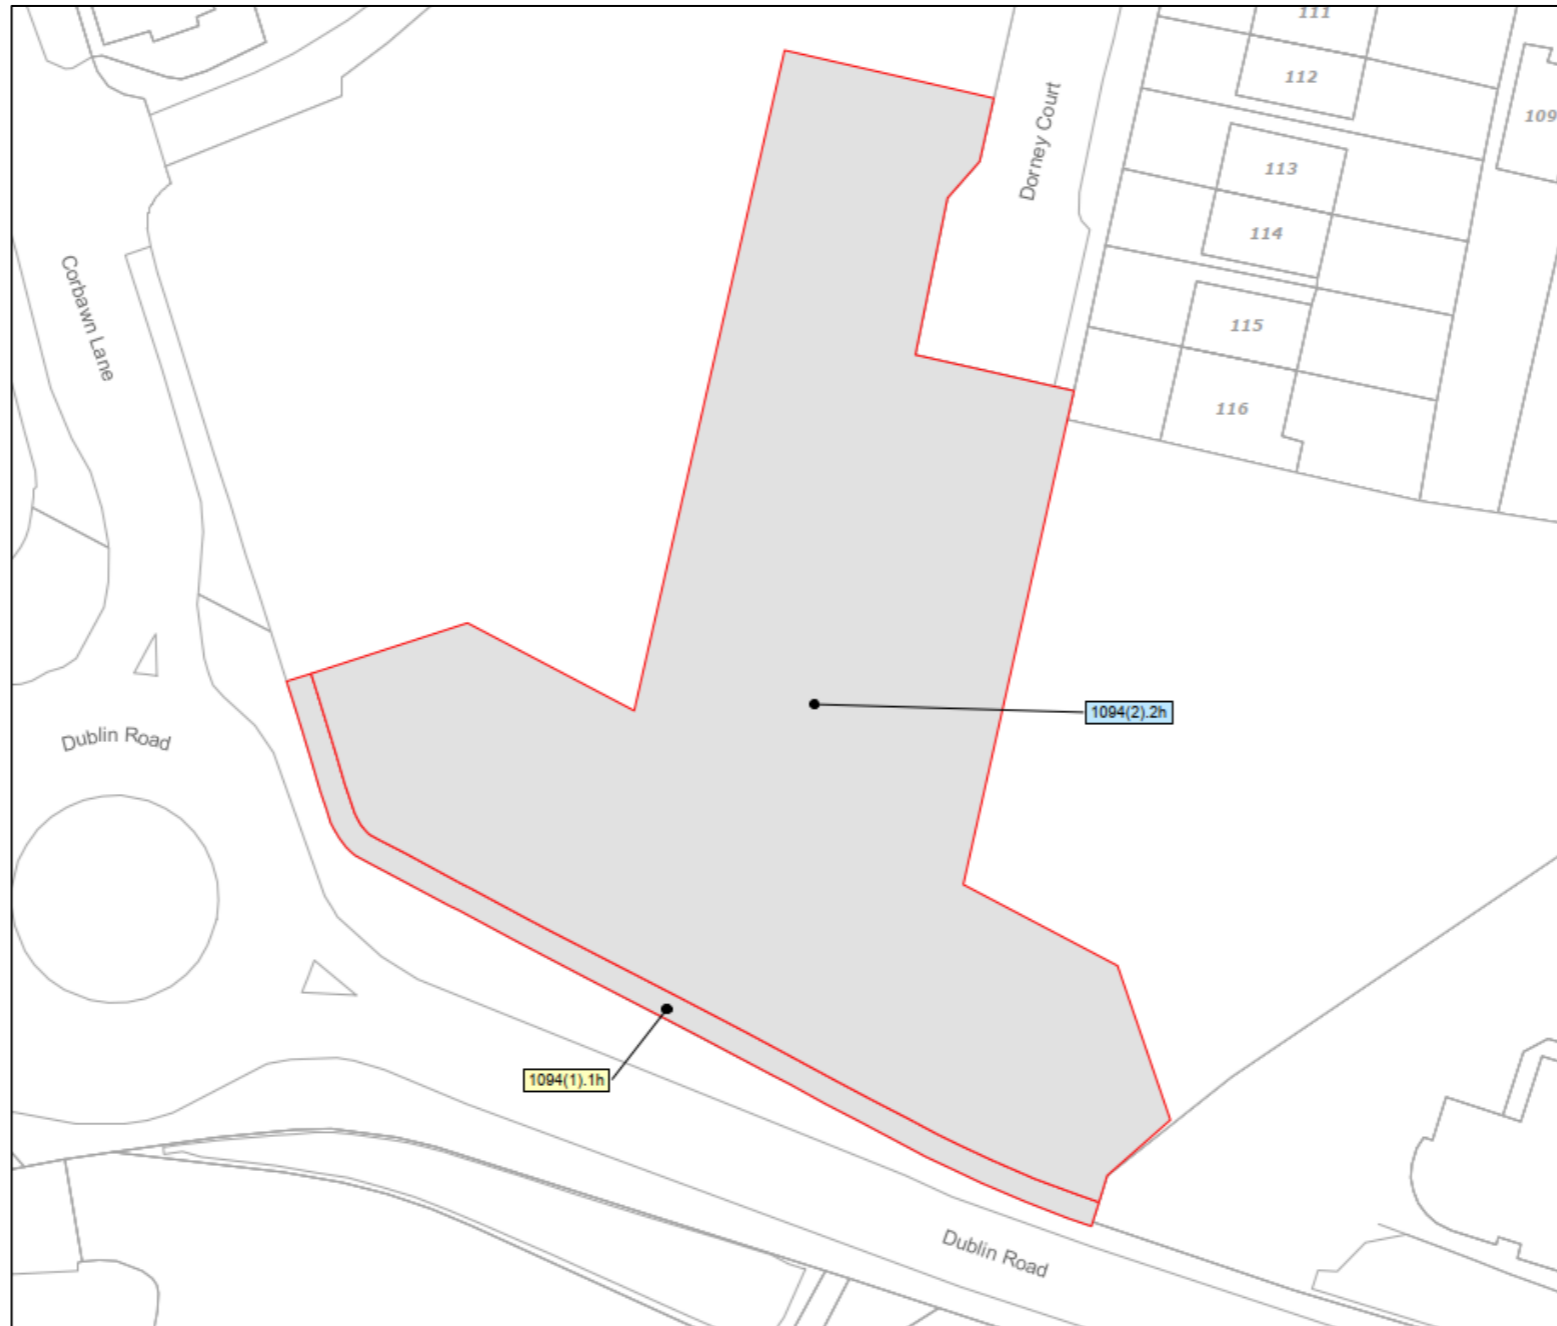 111
112
109
Dorney Court
113
114
Corbawn Lane
115
116
1094(2).2h
Dublin Road
1094(1).1h
Dublin Road